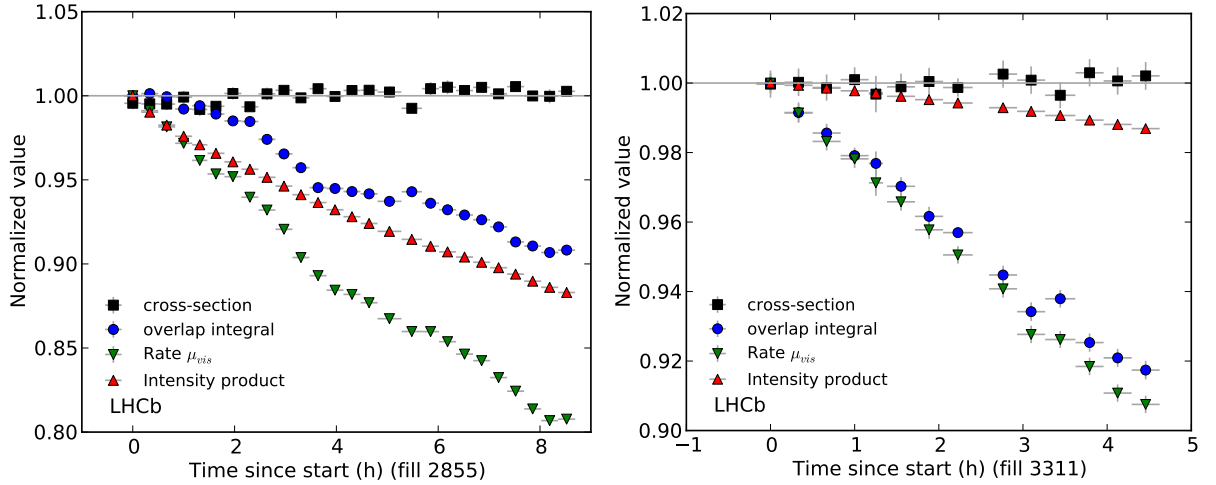 1.05
1.00
0.95
0.90
0.85
0.80
Normalized value
cross-section
overlap integral
Rate μvis
Intensity product
LHCb
0 2 4 6 8
Time since start (h) (fill 2855)
1.02
1.00
0.98
0.96
0.94
0.92
0.90
Normalized value
cross-section
overlap integral
Rate μvis
Intensity product
LHCb
−1 0 1 2 3 4 5
Time since start (h) (fill 3311)